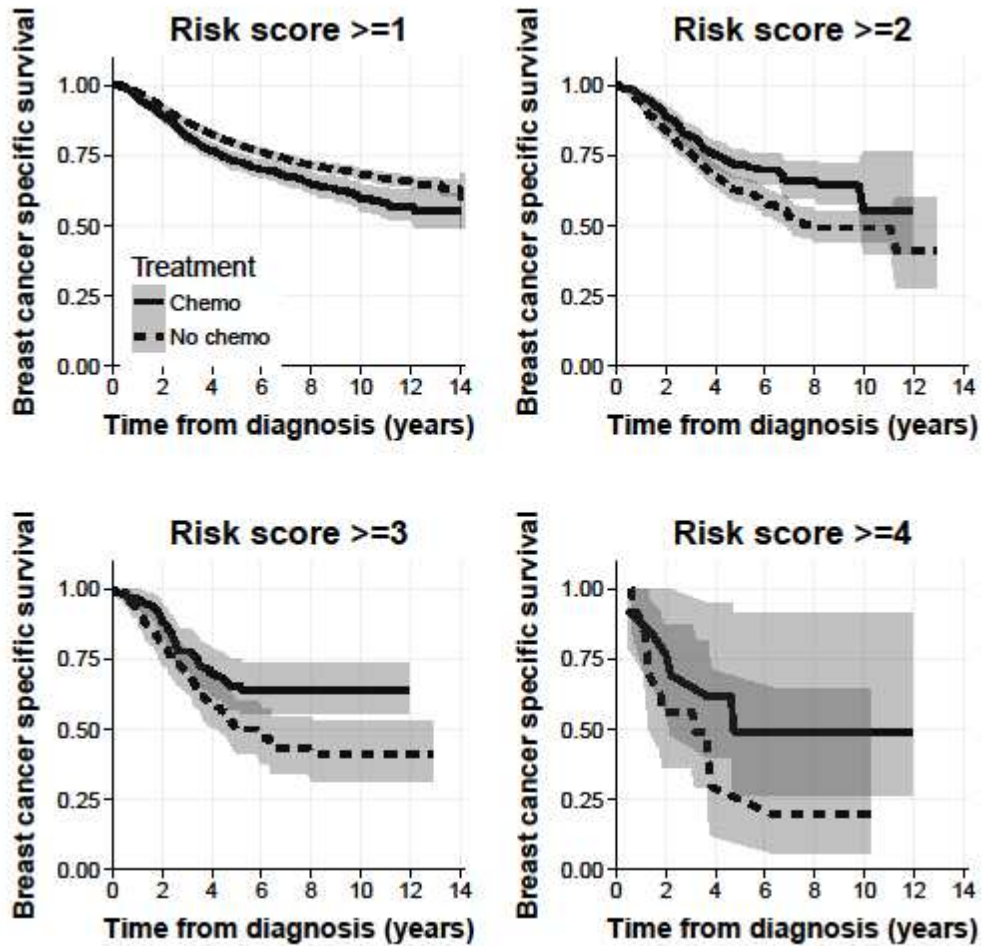 Risk score >=1
Breast cancer specific survival
1.00
0.75
0.50
0.25
0.00
Treatment
Chemo
No chemo
0 2 4 6 8 10 12 14
Time from diagnosis (years)
Risk score >=2
Breast cancer specific survival
1.00
0.75
0.50
0.25
0.00
0 2 4 6 8 10 12 14
Time from diagnosis (years)
Risk score >=3
Breast cancer specific survival
1.00
0.75
0.50
0.25
0.00
0 2 4 6 8 10 12 14
Time from diagnosis (years)
Risk score >=4
Breast cancer specific survival
1.00
0.75
0.50
0.25
0.00
0 2 4 6 8 10 12 14
Time from diagnosis (years)